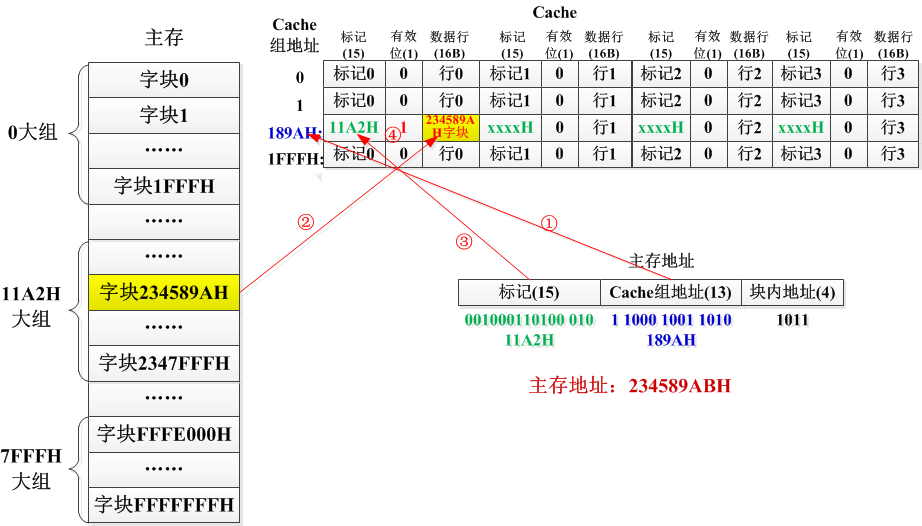 主存
字块0
字块1
……
字块1FFFH
……
……
字块234589AH
……
字块2347FFFH
……
字块FFFE000H
……
字块FFFFFFFH
0大组
11A2H
大组
7FFFH
大组
Cache
Cache
组地址
标记(15) 有效位(1) 数据行(16B) 标记(15) 有效位(1) 数据行(16B) 标记(15) 有效位(1) 数据行(16B) 标记(15) 有效位(1) 数据行(16B)
0 标记0 0 行0 标记1 0 行1 标记2 0 行2 标记3 0 行3
1 标记0 0 行0 标记1 0 行1 标记2 0 行2 标记3 0 行3
189AH: 11A2H 1 234589AH字块 xxxxH 0 行1 xxxxH 0 行2 xxxxH 0 行3
1FFFH: 标记0 0 行0 标记1 0 行1 标记2 0 行2 标记3 0 行3
④
②
③
①
主存地址
标记(15) Cache组地址(13) 块内地址(4)
001000110100 010 1 1000 1001 1010 1011
11A2H 189AH
主存地址：234589ABH